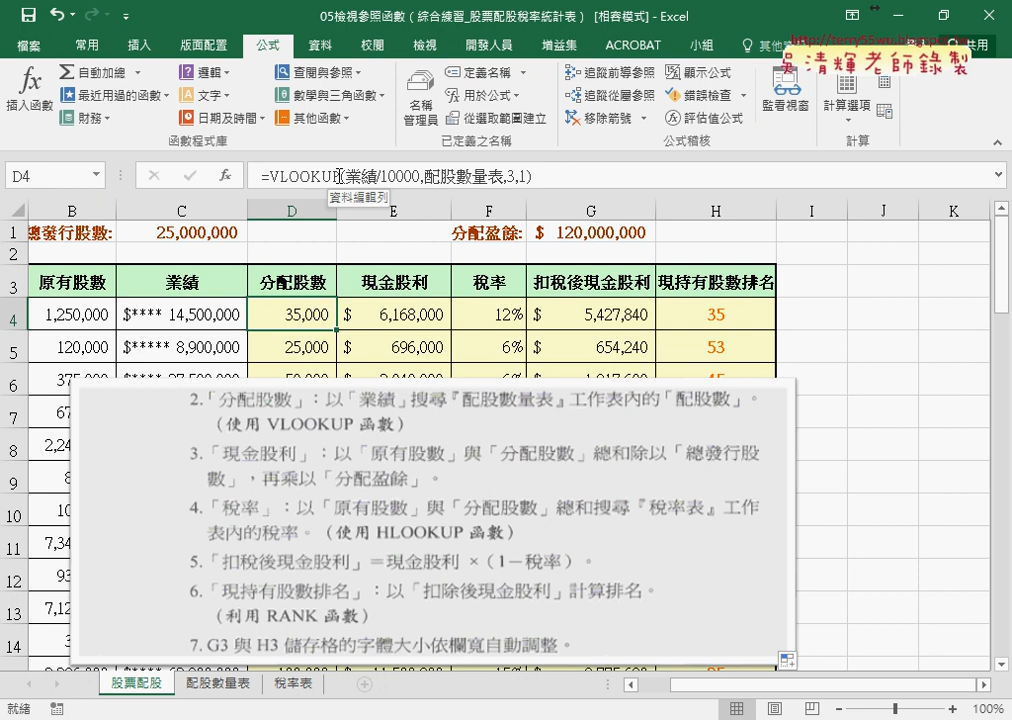 05檢視參照函數（綜合練習_股票配股稅率統計表） [相容模式] - Excel
檔案 常用 插入 版面配置 公式 資料 校閱 檢視 開發人員 增益集 ACROBAT 小組 共用
http://terry55wu.blogspot
吳清輝老師錄製
插入函數 自動加總 最近用過的函數 財務 邏輯 文字 日期及時間 查閱與參照 數學與三角函數 其他函數
函數程式庫
名稱管理員 定義名稱 用於公式 從選取範圍建立
已定義之名稱
追蹤前導參照 追蹤從屬參照 移除箭號 顯示公式 錯誤檢查 評估值公式
公式稽核
監看視窗 計算選項
計算
D4 fx =VLOOKUP(業績/10000,配股數量表,3,1)
資料編輯列
B C D E F G H I J K
1 總發行股數: 25,000,000 分配盈餘: $ 120,000,000
2
3 原有股數 業績 分配股數 現金股利 稅率 扣稅後現金股利 現持有股數排名
4 1,250,000 $**** 14,500,000 35,000 $ 6,168,000 12% $ 5,427,840 35
5 120,000 $***** 8,900,000 25,000 $ 696,000 6% $ 654,240 53
6
7
8
9
10
11
12
13
14
2.「分配股數」：以「業績」搜尋『配股數量表』工作表內的「配股數」。
（使用 VLOOKUP 函數）
3.「現金股利」：以「原有股數」與「分配股數」總和除以「總發行股
數」，再乘以「分配盈餘」。
4.「稅率」：以「原有股數」與「分配股數」總和搜尋『稅率表』工作
表內的稅率。（使用 HLOOKUP 函數）
5.「扣稅後現金股利」＝現金股利 ×（1－稅率）。
6.「現持有股數排名」：以「扣除後現金股利」計算排名。
（利用 RANK 函數）
7. G3 與 H3 儲存格的字體大小依欄寬自動調整。
股票配股 配股數量表 稅率表
就緒 100%